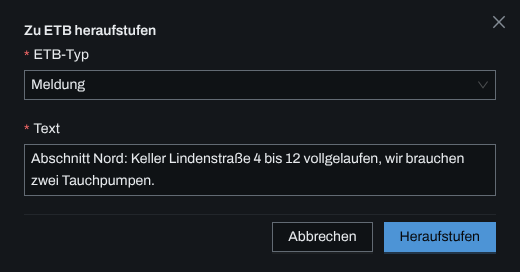 Zu ETB heraufstufen
* ETB-Typ
Meldung
* Text
Abschnitt Nord: Keller Lindenstraße 4 bis 12 vollgelaufen, wir brauchen
zwei Tauchpumpen.
Abbrechen
Heraufstufen